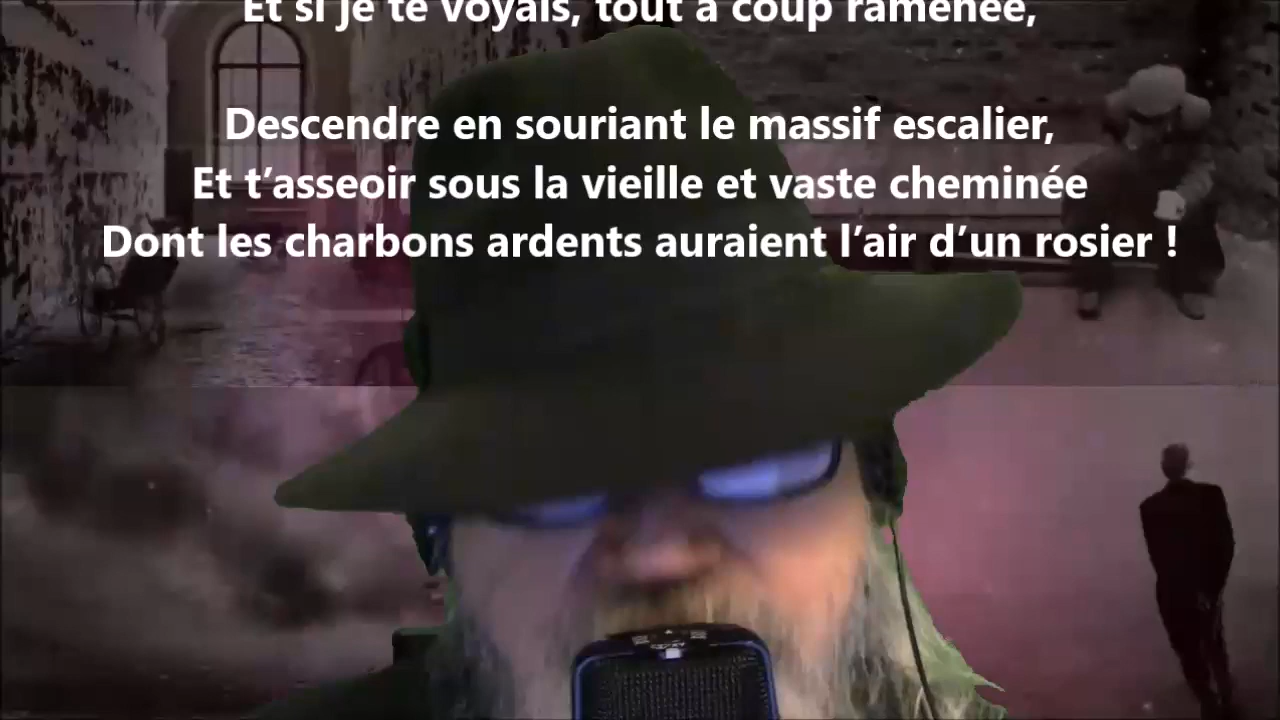 Et si je te voyais, tout à coup ramenée,
Descendre en souriant le massif escalier,
Et t’asseoir sous la vieille et vaste cheminée
Dont les charbons ardents auraient l’air d’un rosier !